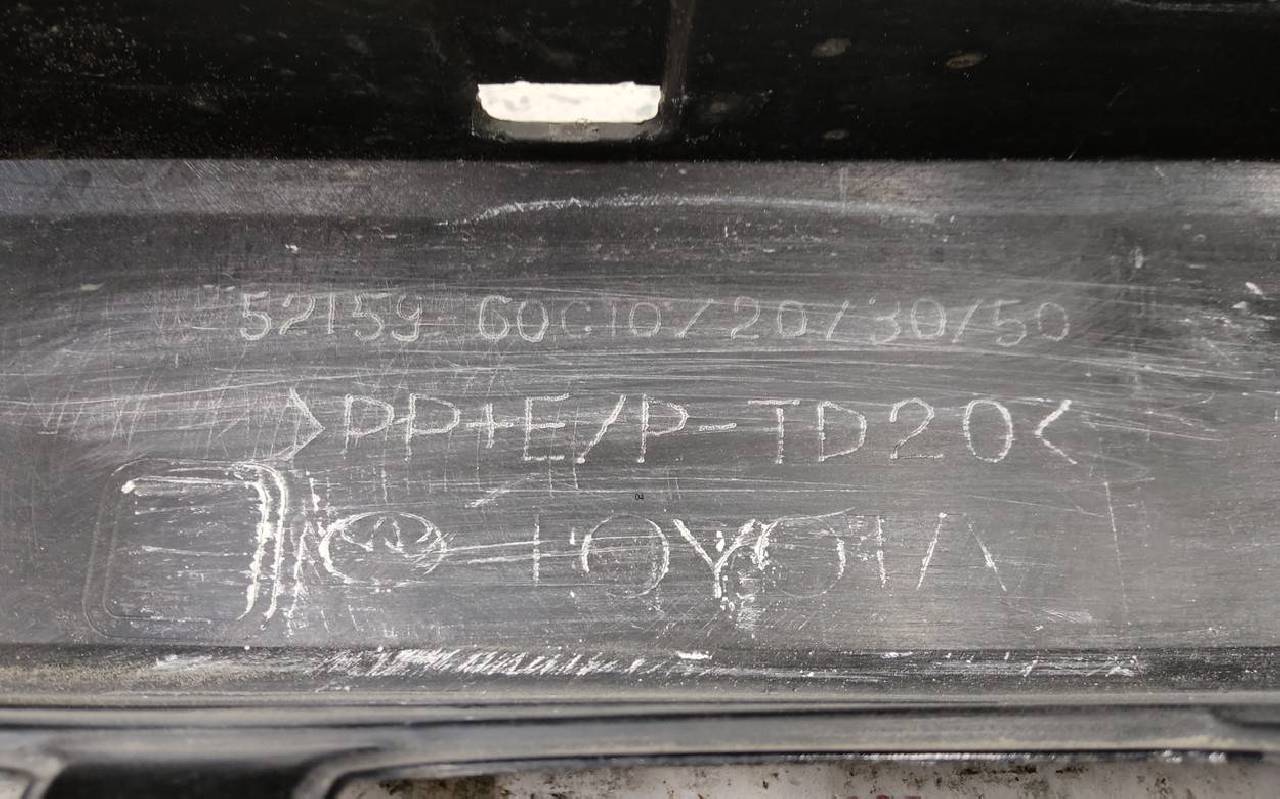 52159 60C10/20/30/50
>PP+E/P-TD20<
TOYOTA